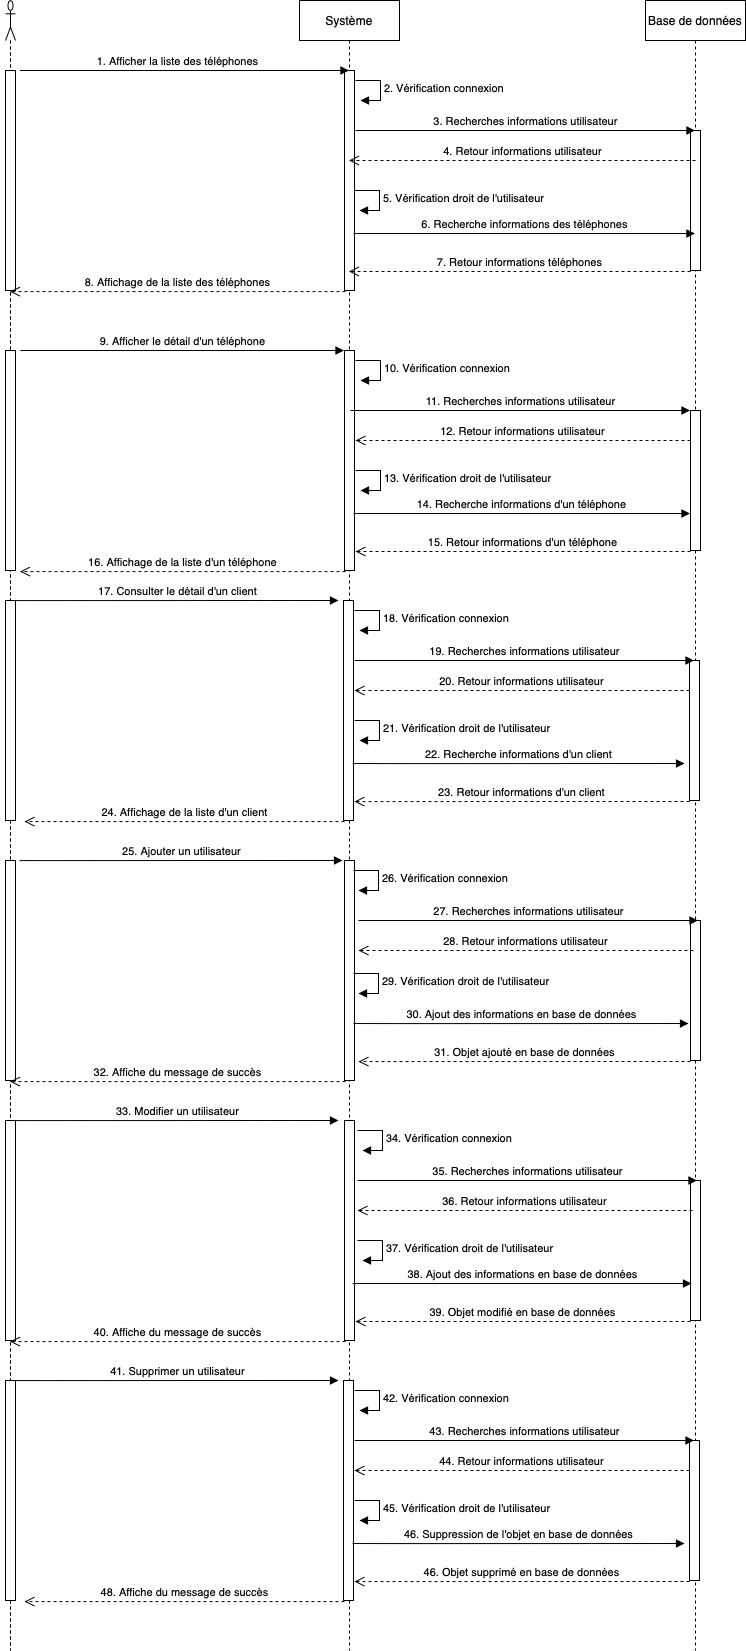 Système
Base de données
1. Afficher la liste des téléphones
2. Vérification connexion
3. Recherches informations utilisateur
4. Retour informations utilisateur
5. Vérification droit de l'utilisateur
6. Recherche informations des téléphones
7. Retour informations téléphones
8. Affichage de la liste des téléphones
9. Afficher le détail d'un téléphone
10. Vérification connexion
11. Recherches informations utilisateur
12. Retour informations utilisateur
13. Vérification droit de l'utilisateur
14. Recherche informations d'un téléphone
15. Retour informations d'un téléphone
16. Affichage de la liste d'un téléphone
17. Consulter le détail d'un client
18. Vérification connexion
19. Recherches informations utilisateur
20. Retour informations utilisateur
21. Vérification droit de l'utilisateur
22. Recherche informations d'un client
23. Retour informations d'un client
24. Affichage de la liste d'un client
25. Ajouter un utilisateur
26. Vérification connexion
27. Recherches informations utilisateur
28. Retour informations utilisateur
29. Vérification droit de l'utilisateur
30. Ajout des informations en base de données
31. Objet ajouté en base de données
32. Affiche du message de succès
33. Modifier un utilisateur
34. Vérification connexion
35. Recherches informations utilisateur
36. Retour informations utilisateur
37. Vérification droit de l'utilisateur
38. Ajout des informations en base de données
39. Objet modifié en base de données
40. Affiche du message de succès
41. Supprimer un utilisateur
42. Vérification connexion
43. Recherches informations utilisateur
44. Retour informations utilisateur
45. Vérification droit de l'utilisateur
46. Suppression de l'objet en base de données
46. Objet supprimé en base de données
48. Affiche du message de succès